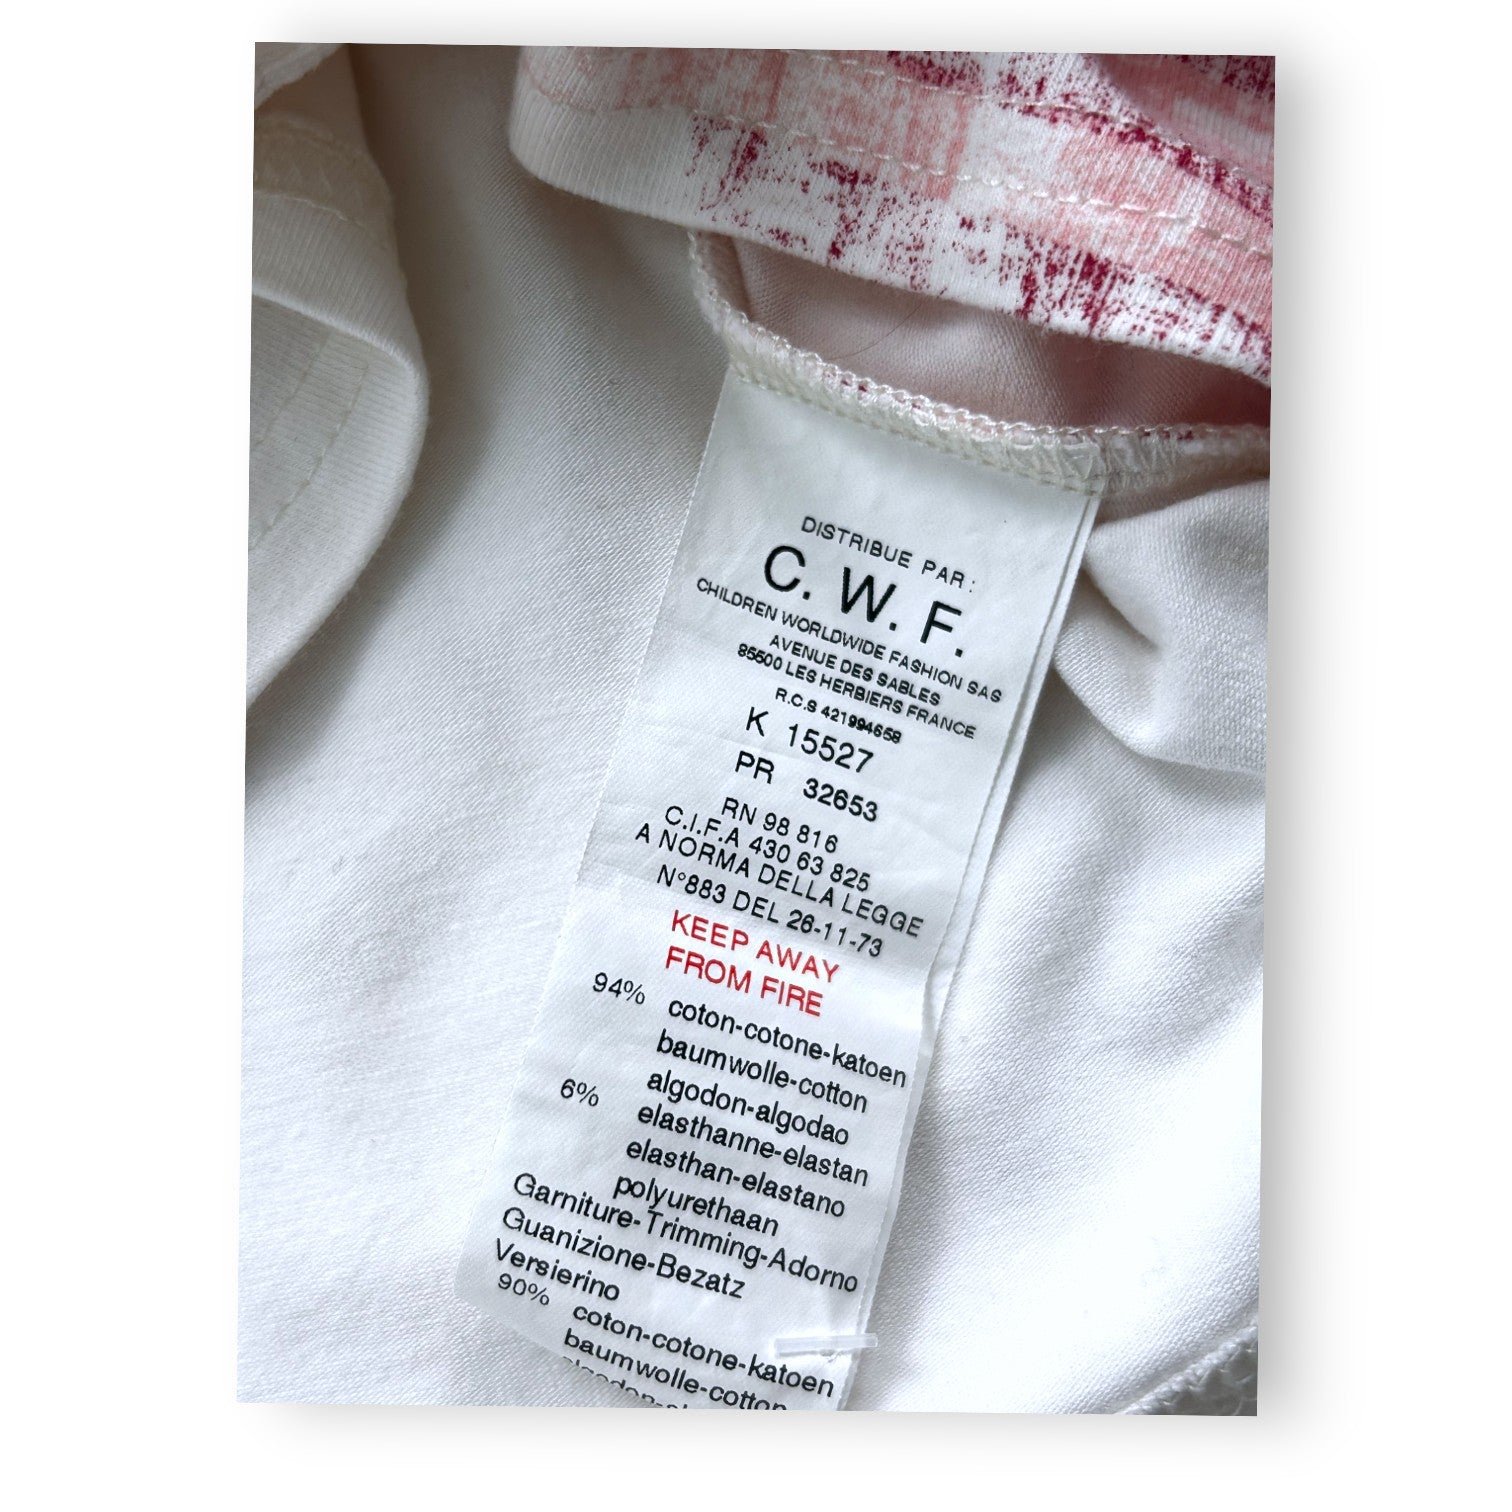 DISTRIBUE PAR :
C. W. F.
CHILDREN WORLDWIDE FASHION SAS
AVENUE DES SABLES
85500 LES HERBIERS FRANCE
R.C.S 421994658
K 15527
PR 32653
RN 98 816
C.I.F.A 430 63 825
A NORMA DELLA LEGGE
N°883 DEL 26-11-73
KEEP AWAY
FROM FIRE
94% coton-cotone-katoen
baumwolle-cotton
algodon-algodao
6% elasthanne-elastan
elasthan-elastano
polyurethaan
Garniture-Trimming-Adorno
Guanizione-Bezatz
Versierino
90% coton-cotone-katoen
baumwolle-cotton